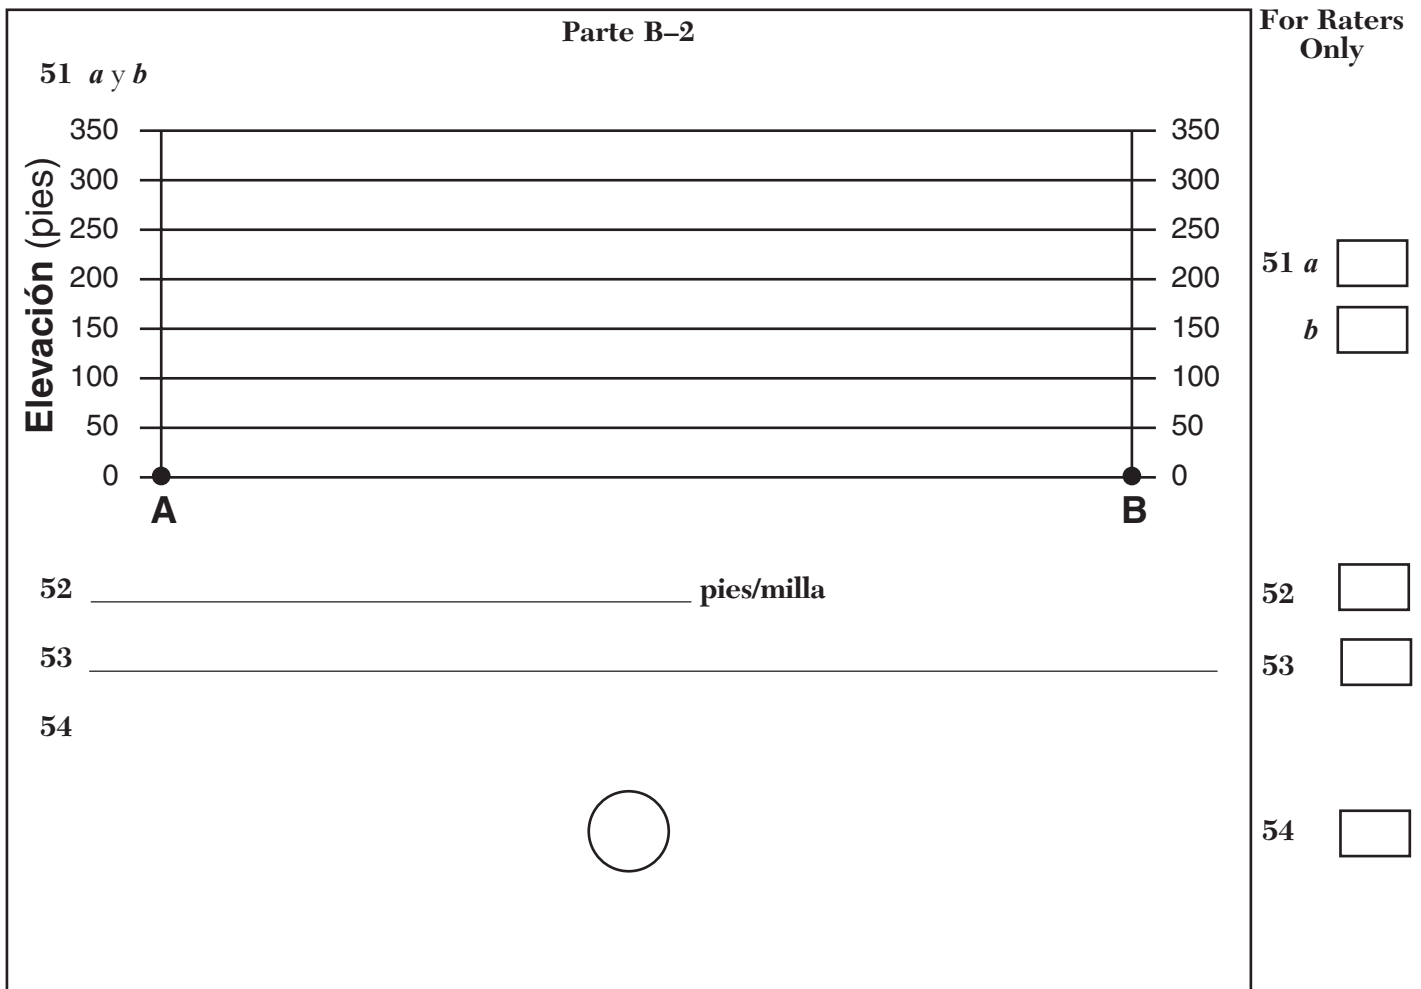 Parte B–2
For Raters
Only
51 a y b
Elevación (pies)
350 350
300 300
250 250
200 200
150 150
100 100
50 50
0 0
A B
51 a
b
52 pies/milla
52
53
53
54
54